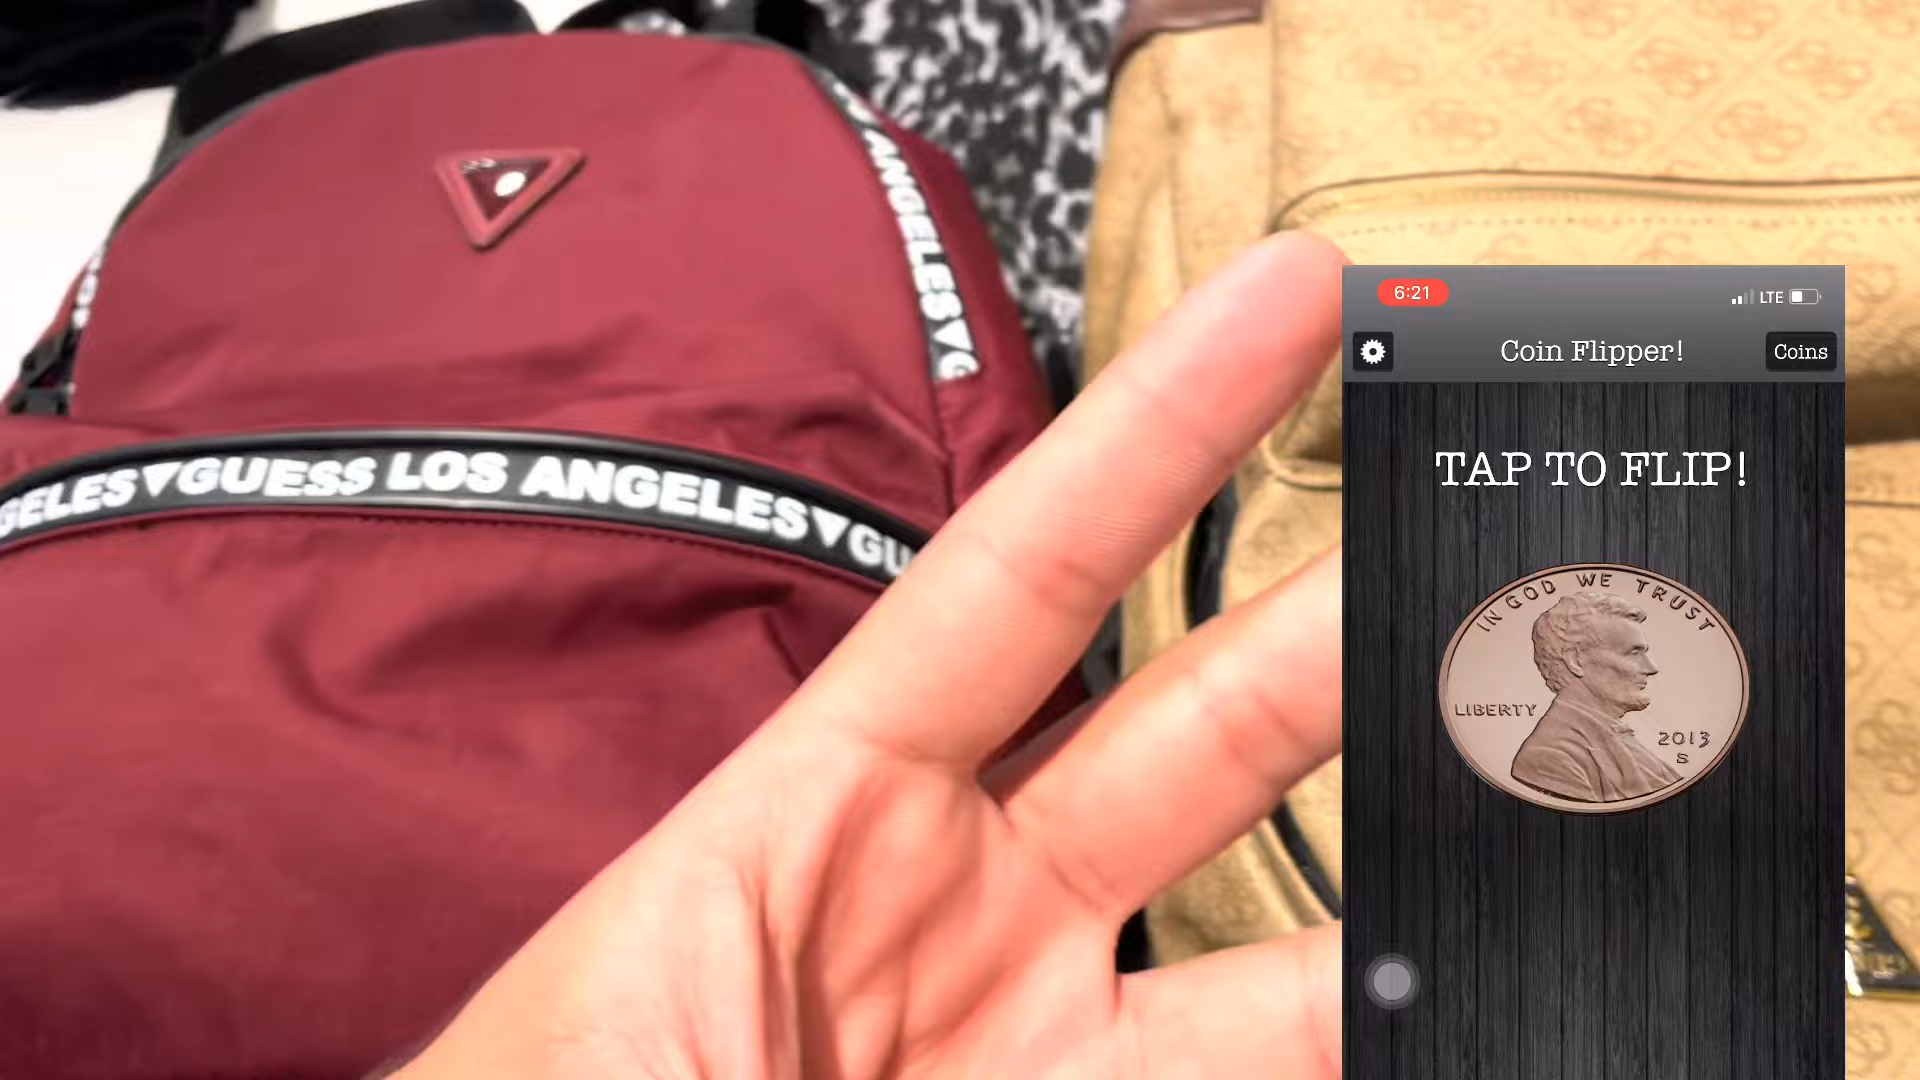 ANGELES▼G
GELES▼GUESS LOS ANGELES▼GU
6:21
LTE
Coin Flipper!
Coins
TAP TO FLIP!
IN GOD WE TRUST
LIBERTY
2013
S